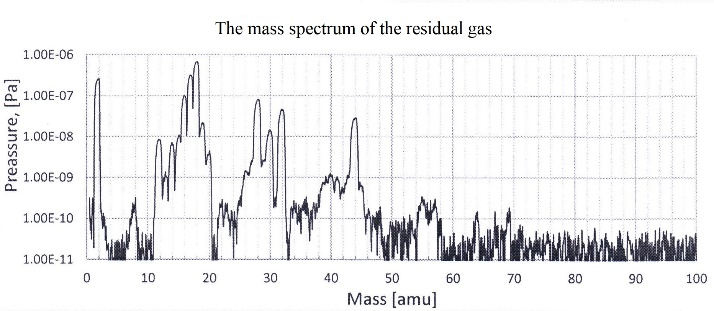 The mass spectrum of the residual gas
Preassure, [Pa]
1.00E-06
1.00E-07
1.00E-08
1.00E-09
1.00E-10
1.00E-11
0 10 20 30 40 50 60 70 80 90 100
Mass [amu]